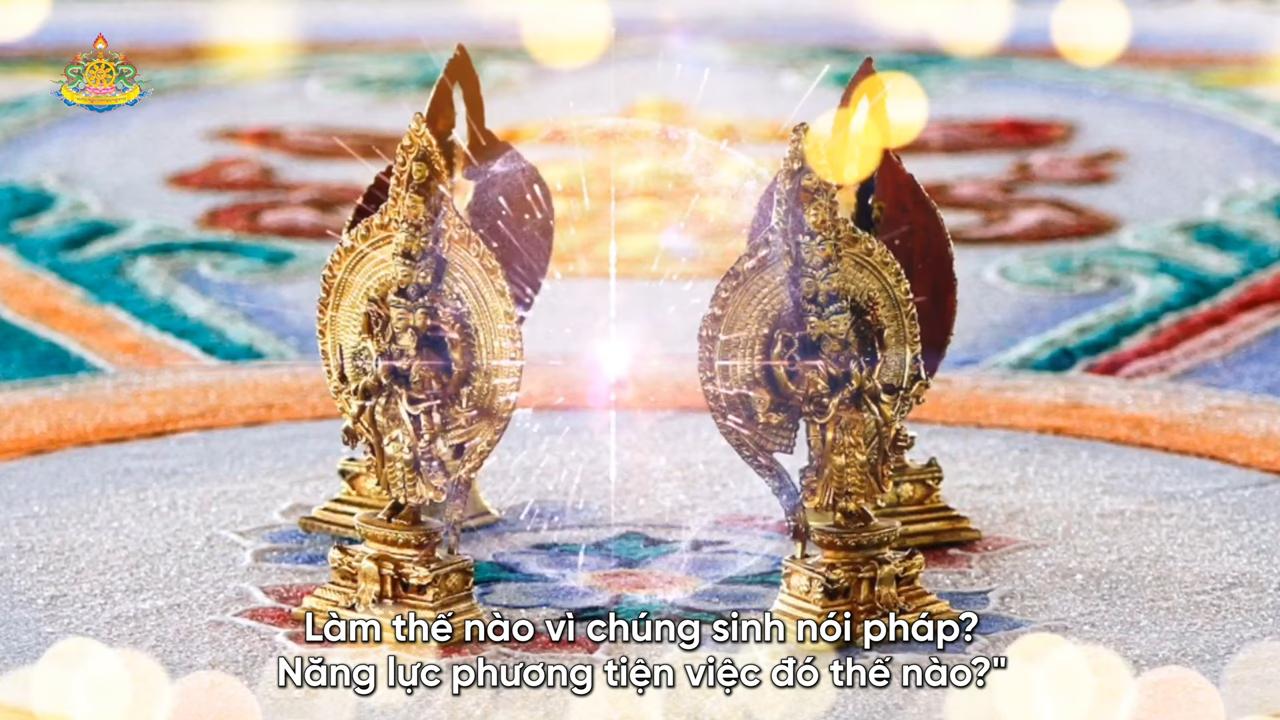 Làm thế nào vì chúng sinh nói pháp?
Năng lực phương tiện việc đó thế nào?"